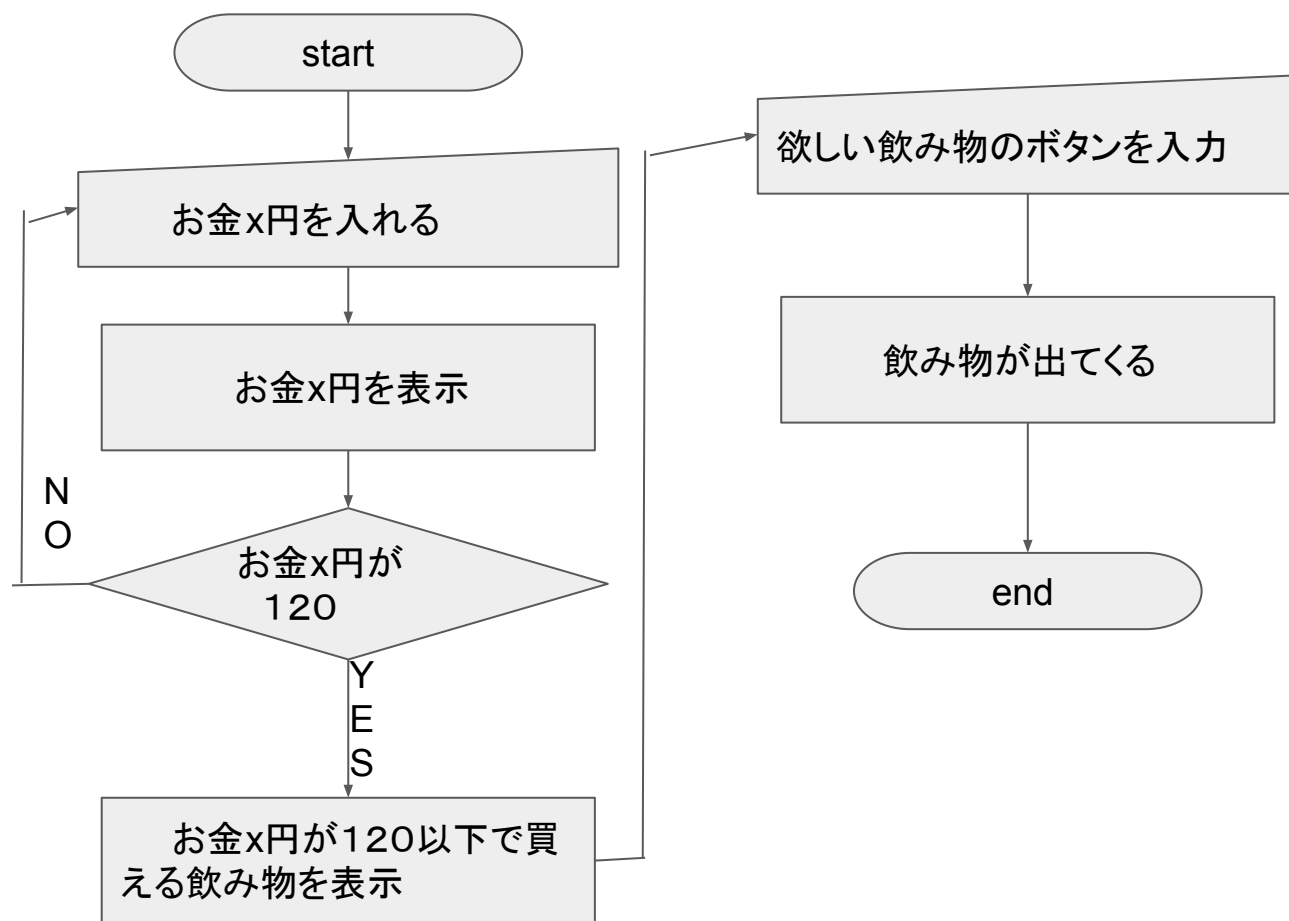 start
お金x円を入れる
お金x円を表示
N
O
お金x円が
１２０
Y
E
S
お金x円が１２０以下で買
える飲み物を表示
欲しい飲み物のボタンを入力
飲み物が出てくる
end